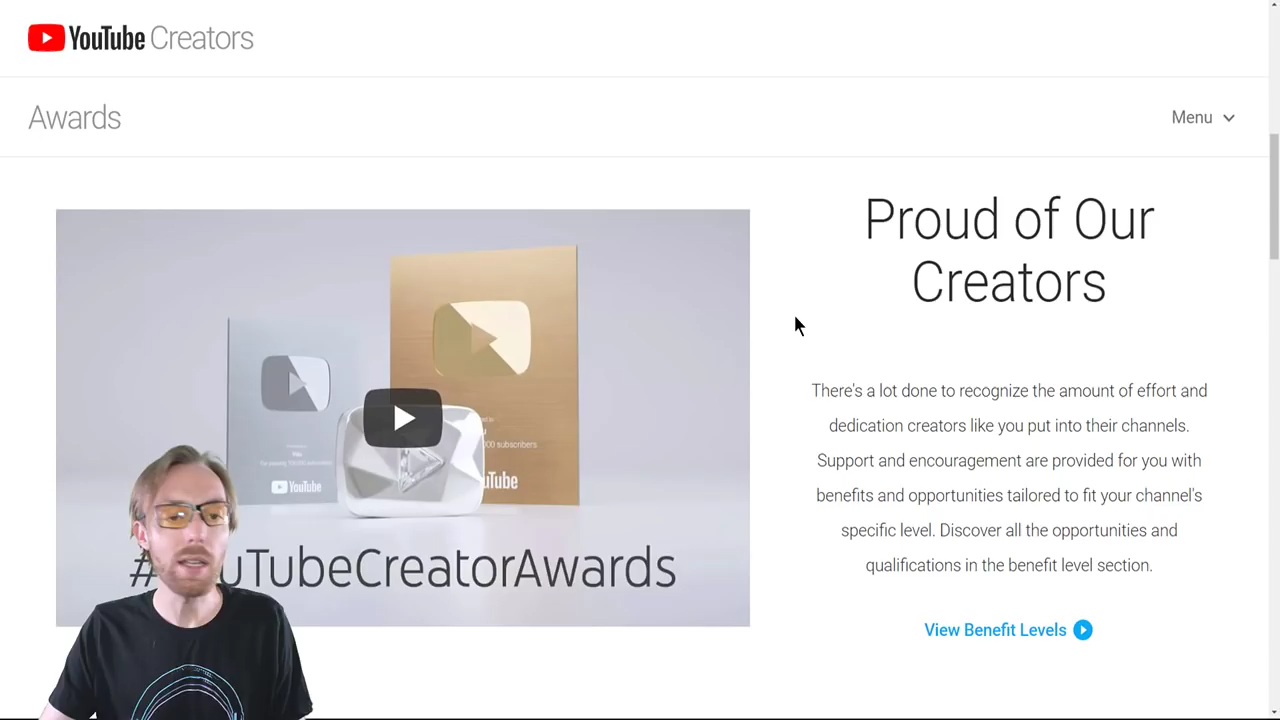 YouTube Creators
Awards
Menu
Proud of Our
Creators
There's a lot done to recognize the amount of effort and
dedication creators like you put into their channels.
Support and encouragement are provided for you with
benefits and opportunities tailored to fit your channel's
specific level. Discover all the opportunities and
qualifications in the benefit level section.
View Benefit Levels
000 subscribers
YouTube
uTube
# uTubeCreatorAwards